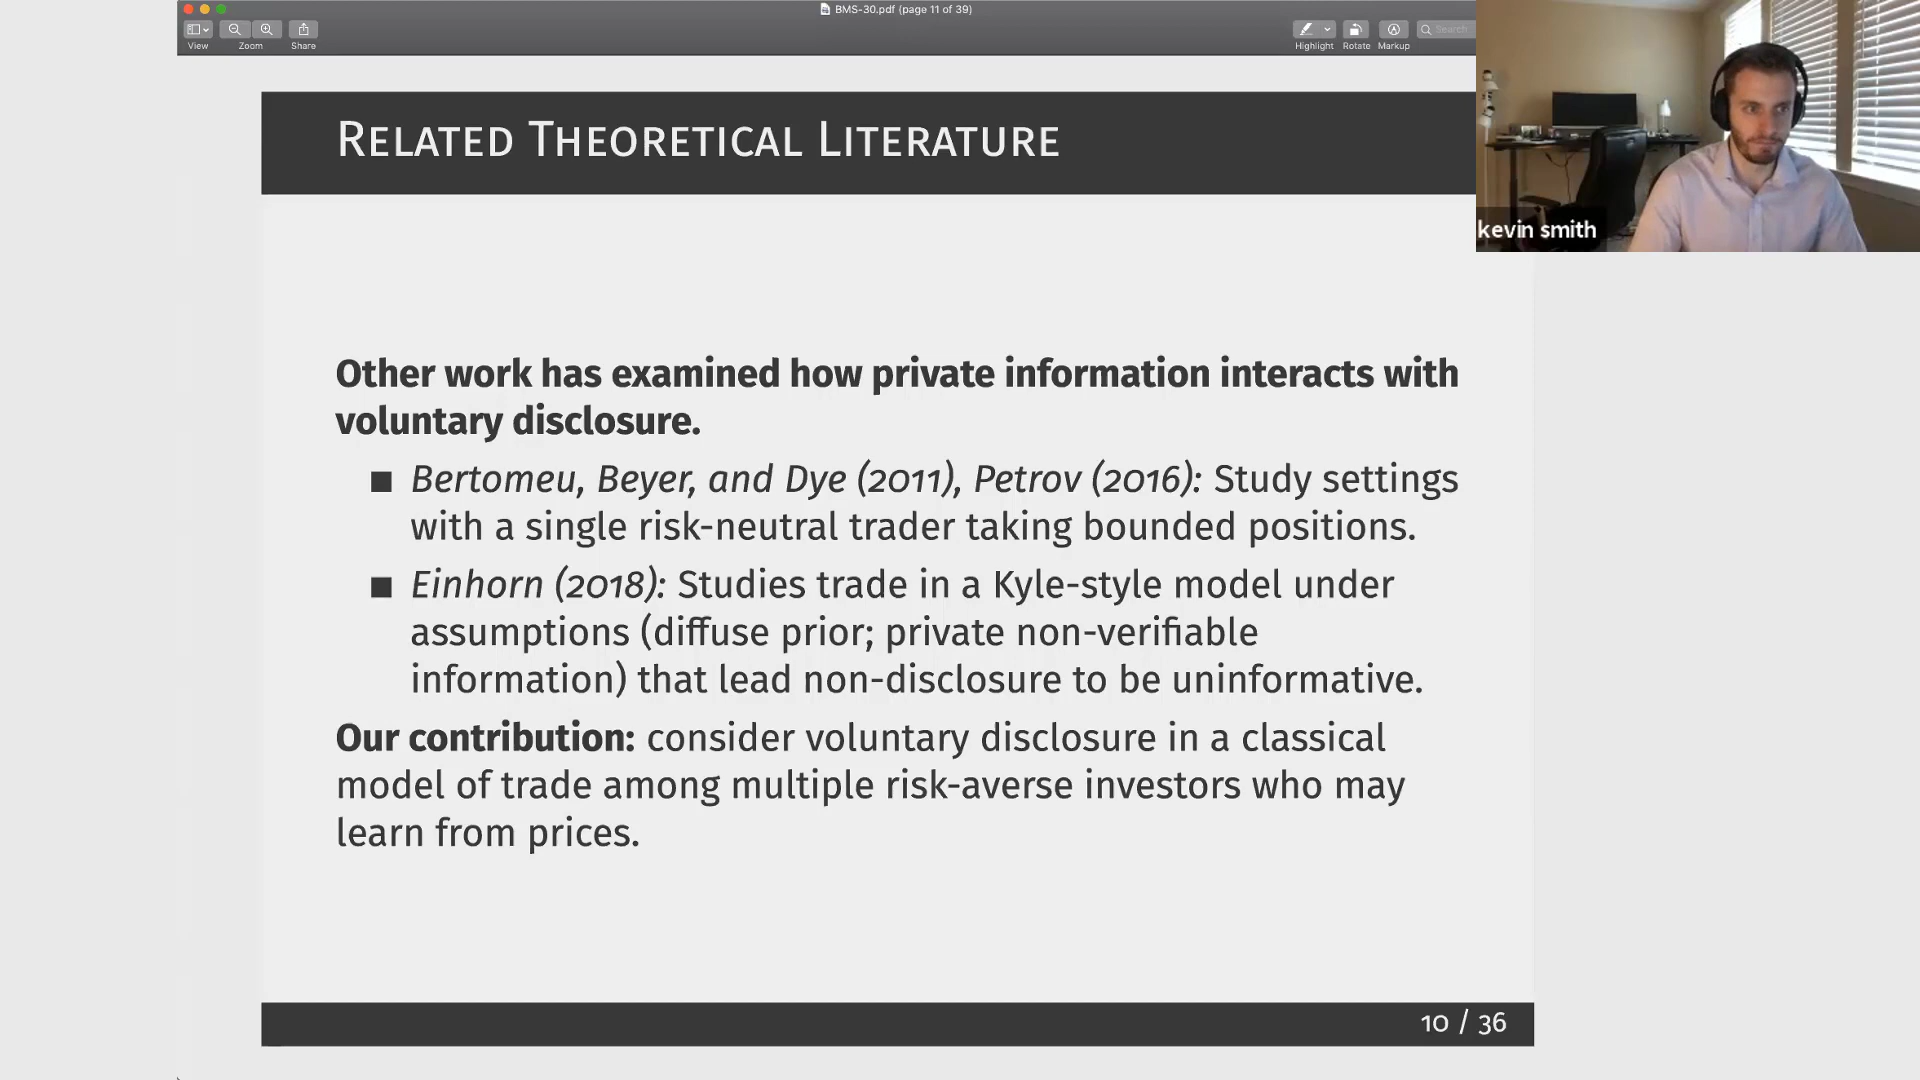 BMS-30.pdf (page 11 of 39)
View
Zoom
Share
Highlight
Rotate
Markup
Search
RELATED THEORETICAL LITERATURE
kevin smith
Other work has examined how private information interacts with
voluntary disclosure.
■ Bertomeu, Beyer, and Dye (2011), Petrov (2016): Study settings
with a single risk-neutral trader taking bounded positions.
■ Einhorn (2018): Studies trade in a Kyle-style model under
assumptions (diffuse prior; private non-verifiable
information) that lead non-disclosure to be uninformative.
Our contribution: consider voluntary disclosure in a classical
model of trade among multiple risk-averse investors who may
learn from prices.
10 / 36